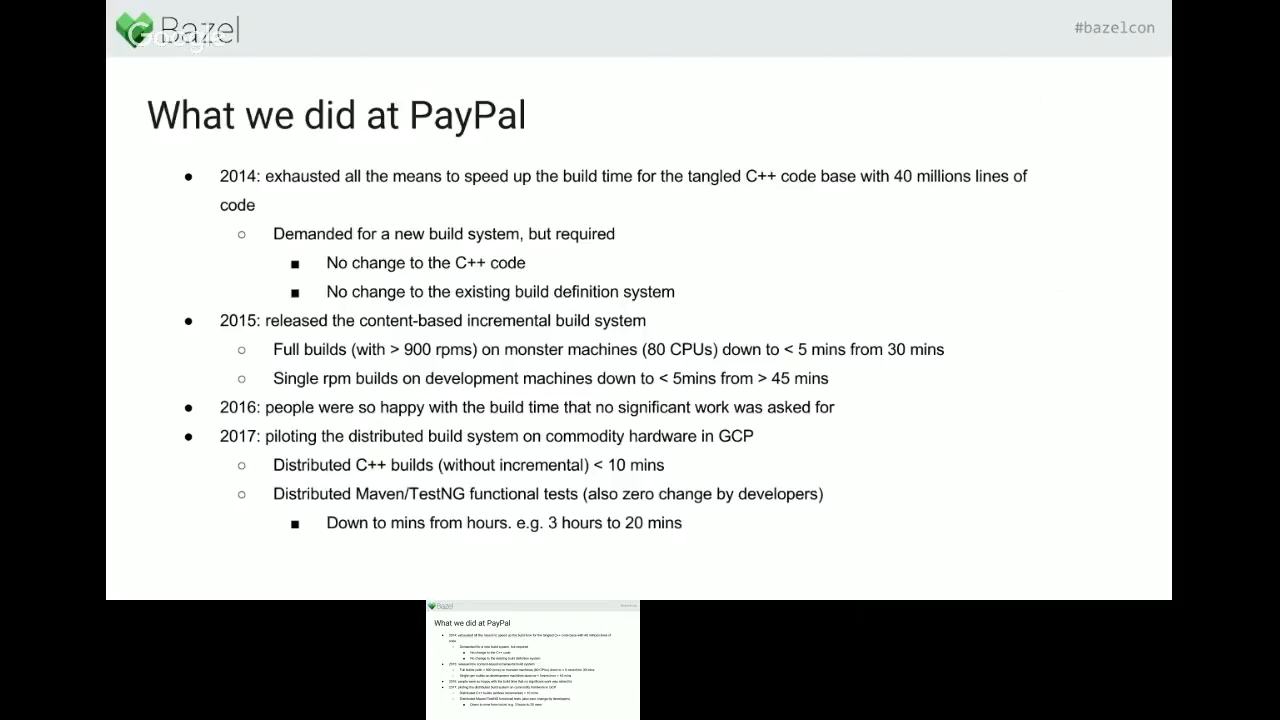 Bazel
Google
#bazelcon
What we did at PayPal
● 2014: exhausted all the means to speed up the build time for the tangled C++ code base with 40 millions lines of
code
○ Demanded for a new build system, but required
■ No change to the C++ code
■ No change to the existing build definition system
● 2015: released the content-based incremental build system
○ Full builds (with > 900 rpms) on monster machines (80 CPUs) down to < 5 mins from 30 mins
○ Single rpm builds on development machines down to < 5mins from > 45 mins
● 2016: people were so happy with the build time that no significant work was asked for
● 2017: piloting the distributed build system on commodity hardware in GCP
○ Distributed C++ builds (without incremental) < 10 mins
○ Distributed Maven/TestNG functional tests (also zero change by developers)
■ Down to mins from hours. e.g. 3 hours to 20 mins
Bazel
What we did at PayPal